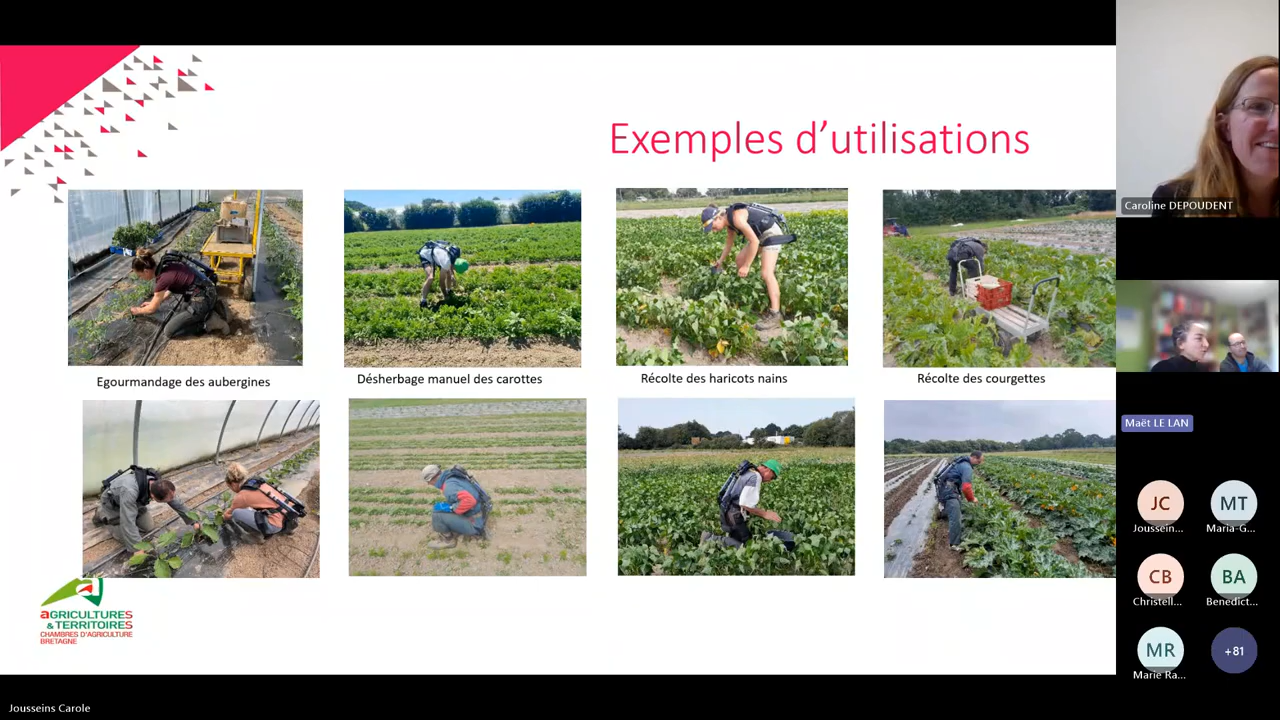 Exemples d’utilisations
Egourmandage des aubergines
Désherbage manuel des carottes
Récolte des haricots nains
Récolte des courgettes
aGRICULTURES
& TERRITOIRES
CHAMBRES D'AGRICULTURE
BRETAGNE
Caroline DEPOUDENT
Maët LE LAN
JC
MT
Joussein...
Maria-G...
CB
BA
Christell...
Benedict...
MR
+81
Marie Ra...
Jousseins Carole